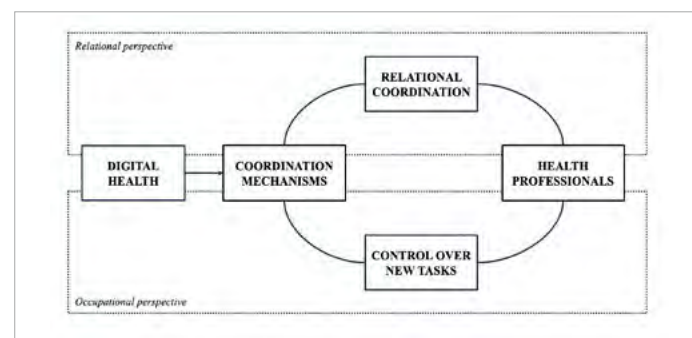 Relational perspective
RELATIONAL
COORDINATION
DIGITAL
HEALTH
COORDINATION
MECHANISMS
HEALTH
PROFESSIONALS
CONTROL OVER
NEW TASKS
Occupational perspective